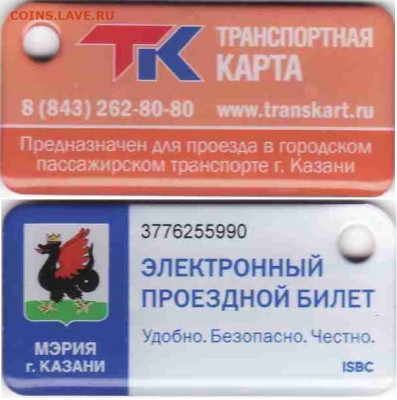 COINS.LAVE.RU
ТК ТРАНСПОРТНАЯ
КАРТА
8 (843) 262-80-80 www.transkart.ru
Предназначен для проезда в городском
пассажирском транспорте г. Казани
3776255990
ЭЛЕКТРОННЫЙ
ПРОЕЗДНОЙ БИЛЕТ
Удобно. Безопасно. Честно.
МЭРИЯ
г. КАЗАНИ
ISBC